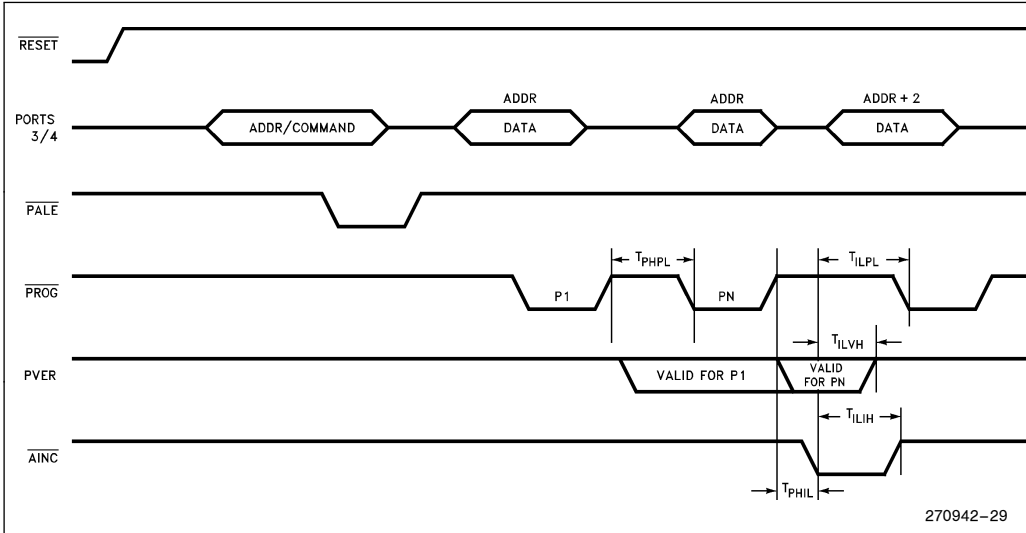 RESET
ADDR ADDR ADDR + 2
PORTS 3/4
ADDR/COMMAND DATA DATA DATA
PALE
TPHPL TILPL
PROG
P1 PN
TILVH
PVER
VALID FOR P1
VALID FOR PN
TILIH
AINC
TPHIL
270942-29